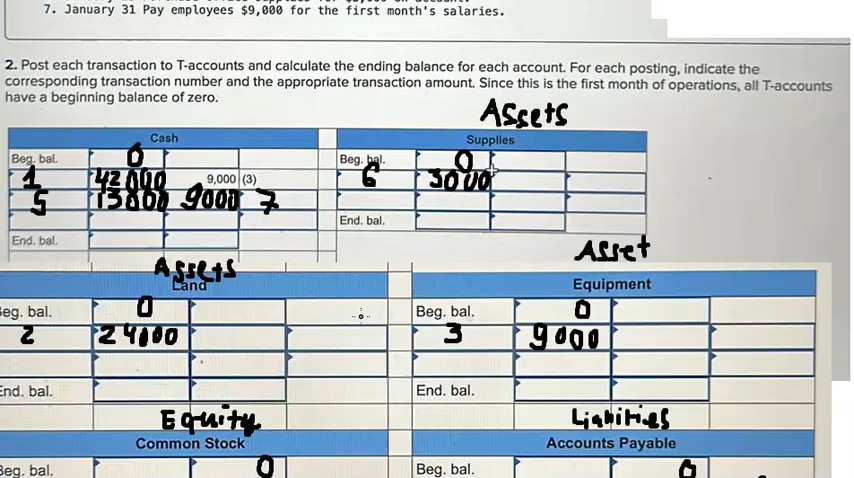 7. January 31 Pay employees $9,000 for the first month's salaries.
2. Post each transaction to T-accounts and calculate the ending balance for each account. For each posting, indicate the
corresponding transaction number and the appropriate transaction amount. Since this is the first month of operations, all T-accounts
have a beginning balance of zero.
Assets
Cash
Supplies
Beg. bal. 0
Beg. bal. 0
1 42000 9,000 (3)
6 3000
5 13000 9000 7
End. bal.
End. bal.
Assets
Asset
Land
Equipment
Beg. bal. 0
Beg. bal. 0
2 24000
3 9000
End. bal.
End. bal.
Equity
Liabities
Common Stock
Accounts Payable
Beg. bal. 0
Beg. bal. 0